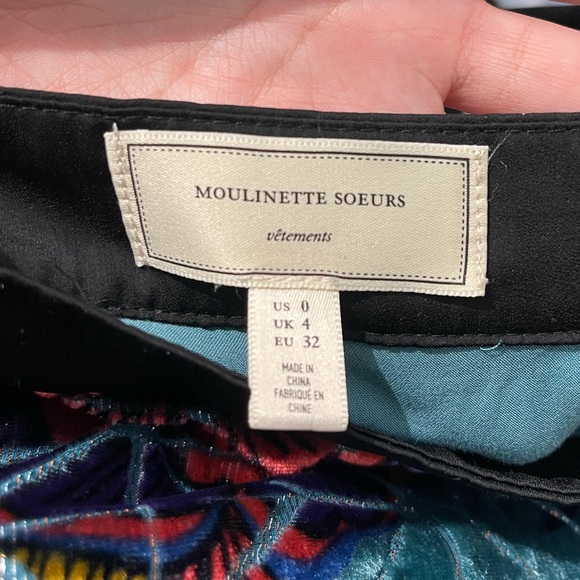 MOULINETTE SOEURS
vêtements
US 0
UK 4
EU 32
MADE IN
CHINA
FABRIQUÉ EN
CHINE